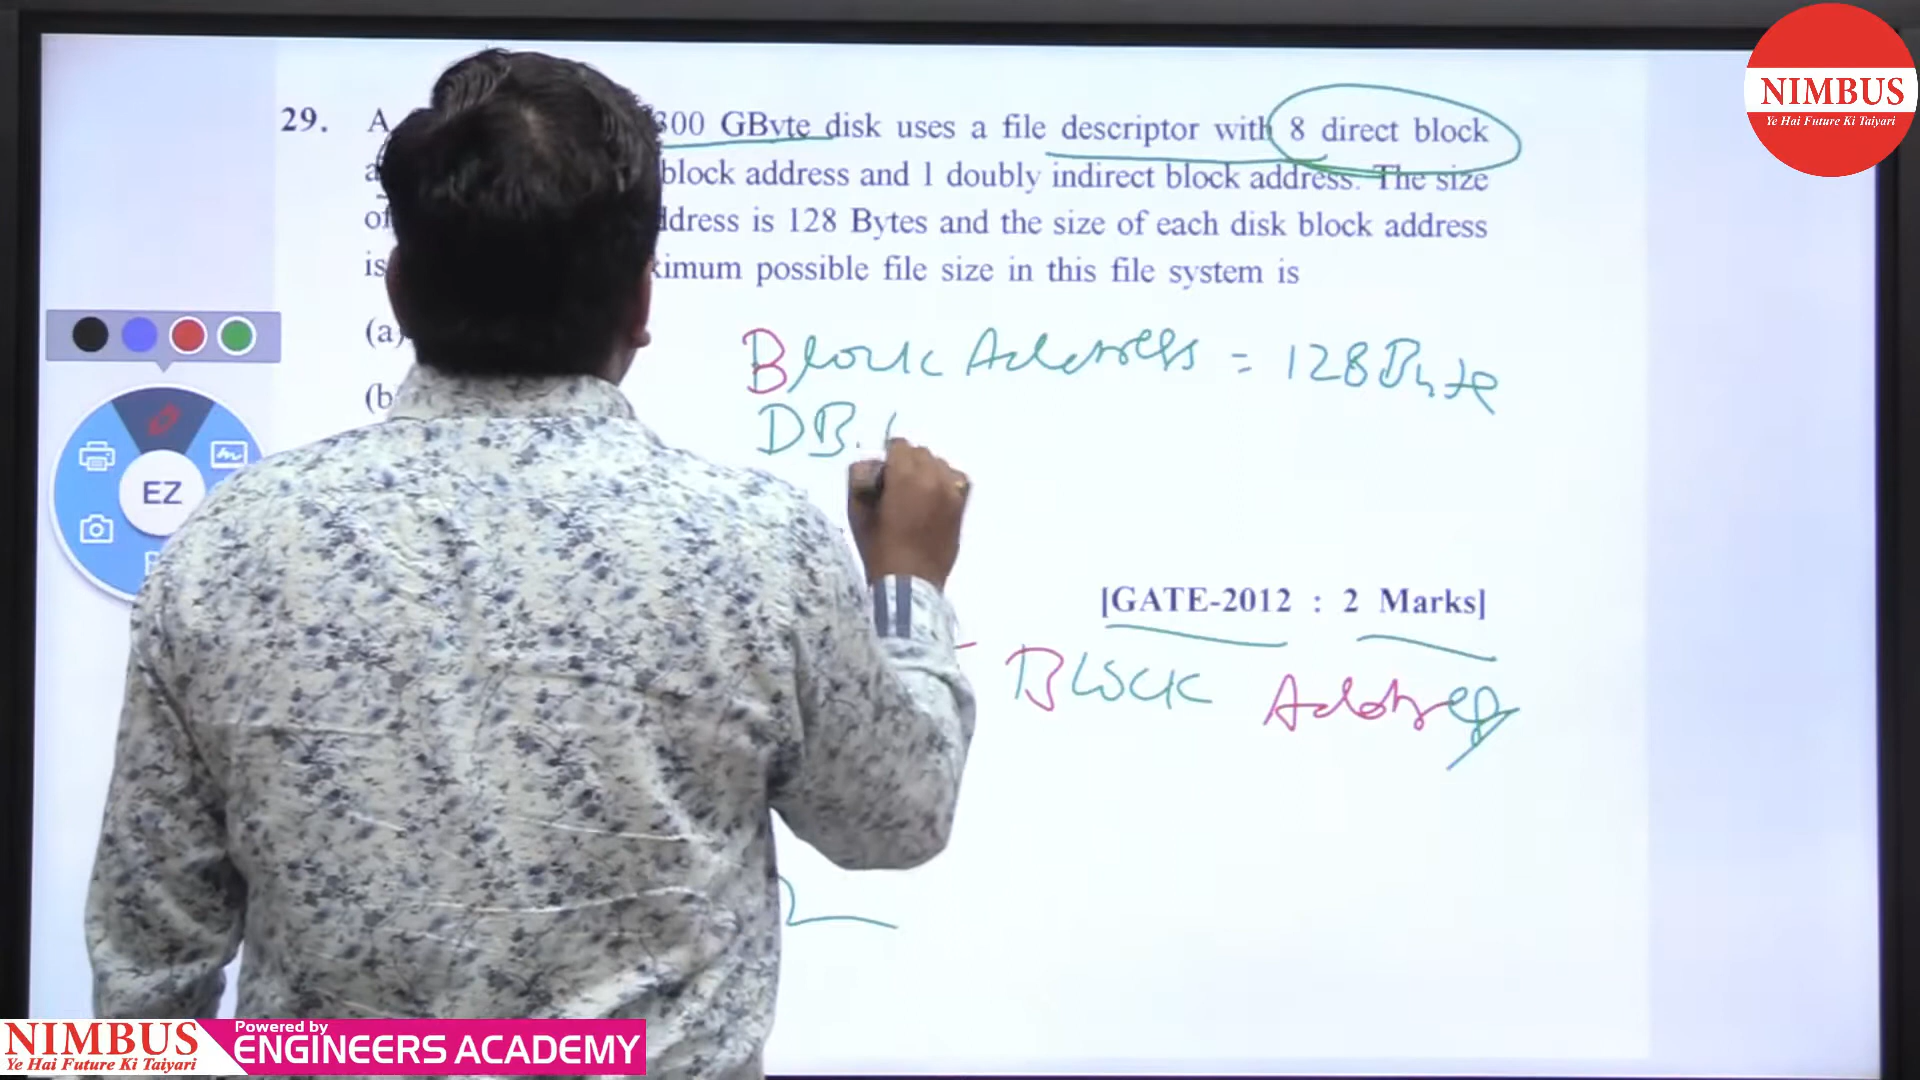 NIMBUS
Ye Hai Future Ki Taiyari
29. A 300 GByte disk uses a file descriptor with 8 direct block
block address and 1 doubly indirect block address. The size
of address is 128 Bytes and the size of each disk block address
is possible file size in this file system is
(a)
Block Address = 128 Byte
(b
DB.
EZ
[GATE-2012 : 2 Marks]
BLOCK Address
NIMBUS
Ye Hai Future Ki Taiyari
Powered by
ENGINEERS ACADEMY